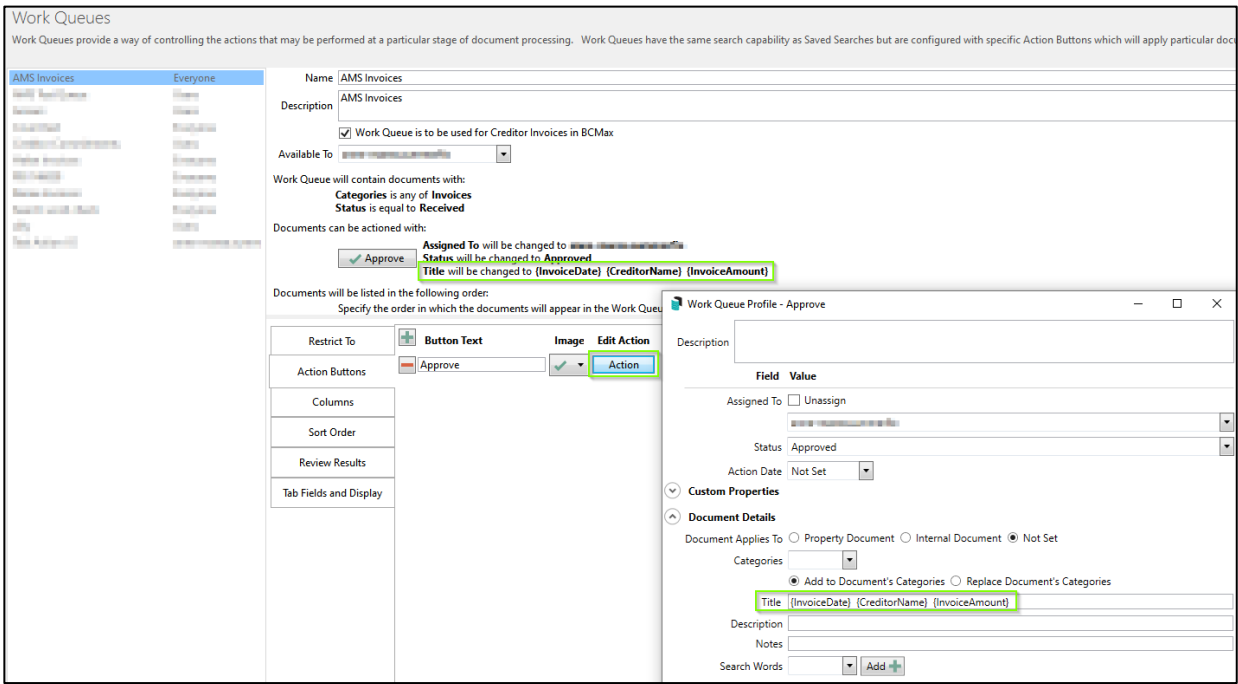 Work Queues
Work Queues provide a way of controlling the actions that may be performed at a particular stage of document processing. Work Queues have the same search capability as Saved Searches but are configured with specific Action Buttons which will apply particular docu
AMS Invoices Everyone
Name AMS Invoices
Description AMS Invoices
Work Queue is to be used for Creditor Invoices in BCMax
Available To
Work Queue will contain documents with:
Categories is any of Invoices
Status is equal to Received
Documents can be actioned with:
Approve
Assigned To will be changed to
Status will be changed to Approved
Title will be changed to {InvoiceDate} {CreditorName} {InvoiceAmount}
Documents will be listed in the following order:
Specify the order in which the documents will appear in the Work Queu
Restrict To
Action Buttons
Columns
Sort Order
Review Results
Tab Fields and Display
Button Text Image Edit Action
Approve Action
Work Queue Profile - Approve
Description
Field Value
Assigned To Unassign
Status Approved
Action Date Not Set
Custom Properties
Document Details
Document Applies To Property Document Internal Document Not Set
Categories
Add to Document's Categories Replace Document's Categories
Title {InvoiceDate} {CreditorName} {InvoiceAmount}
Description
Notes
Search Words Add